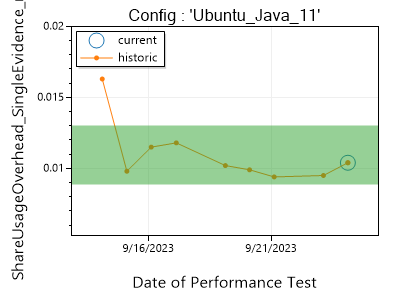 Config : 'Ubuntu_Java_11'
ShareUsageOverhead_SingleEvidence_
0.02
0.015
0.01
current
historic
9/16/2023
9/21/2023
Date of Performance Test